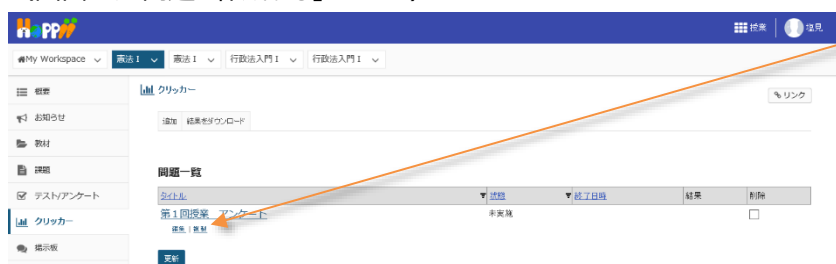 Hoppii
授業
塩見
My Workspace
憲法Ⅰ
憲法Ⅰ
行政法入門Ⅰ
行政法入門Ⅰ
概要
お知らせ
教材
課題
テスト/アンケート
クリッカー
掲示板
クリッカー
リンク
追加 結果をダウンロード
問題一覧
タイトル ▼状態 ▼終了日時 結果 削除
第1回授業 アンケート 未実施
編集 | 複製
更新